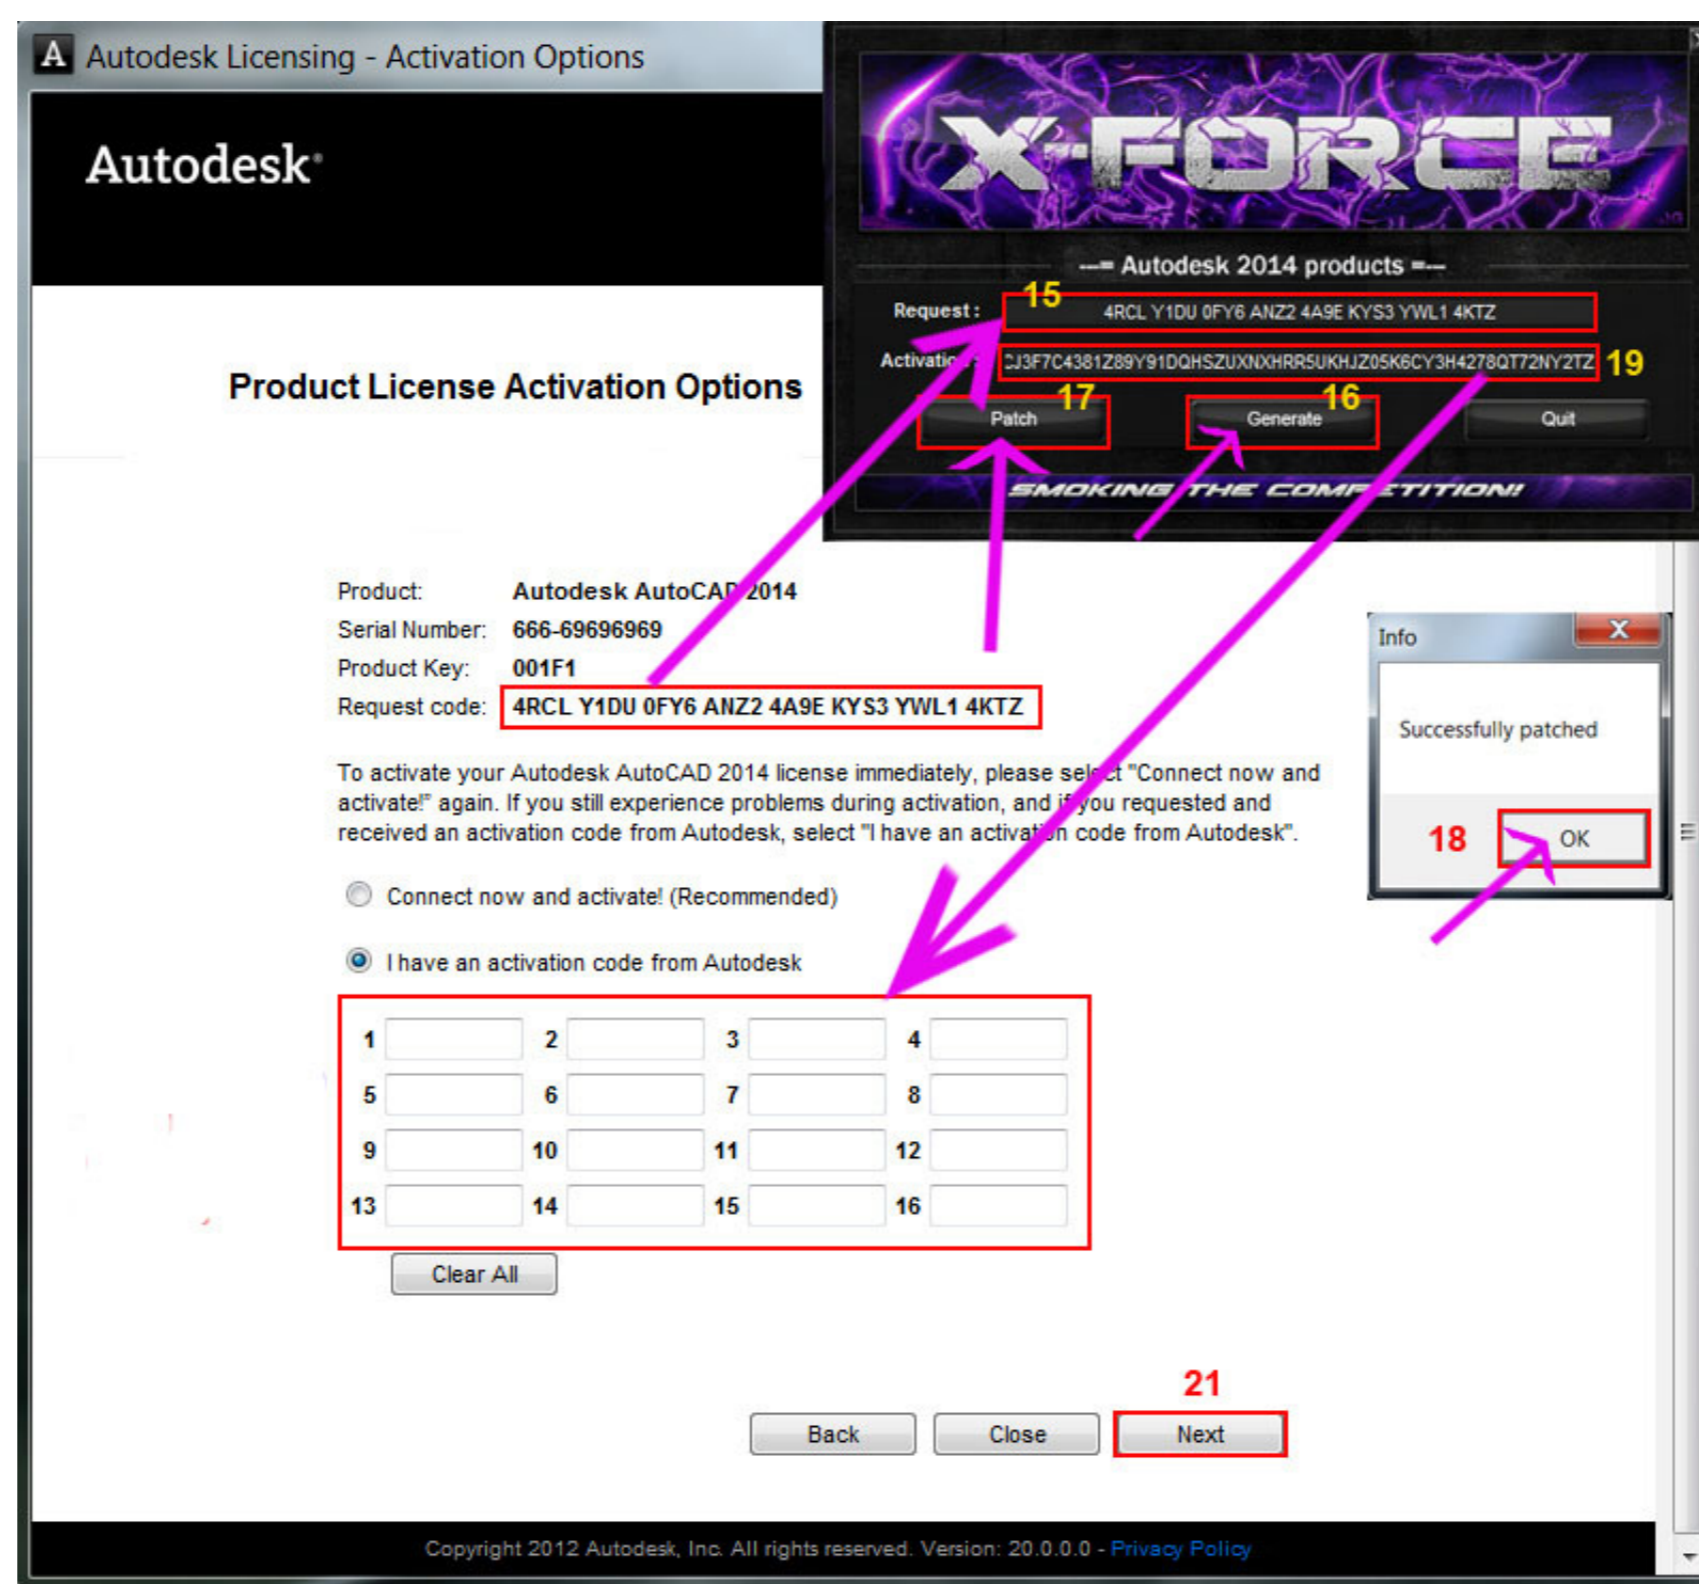 Autodesk Licensing - Activation Options
Autodesk
X-FORCE
---= Autodesk 2014 products =---
15
Request :
4RCL Y1DU 0FY6 ANZ2 4A9E KYS3 YWL1 4KTZ
CJ3F7C4381Z89Y91DQHSZUXNXHRR5UKHJZ05K6CY3H4278QT72NY2TZ
19
Product License Activation Options
17
16
Patch
Generate
Quit
SMOKING THE COMPETITION!
Product: Autodesk AutoCAD 2014
Serial Number: 666-69696969
Product Key: 001F1
Request code: 4RCL Y1DU 0FY6 ANZ2 4A9E KYS3 YWL1 4KTZ
Info
X
Successfully patched
18
OK
To activate your Autodesk AutoCAD 2014 license immediately, please select "Connect now and
activate!" again. If you still experience problems during activation, and if you requested and
received an activation code from Autodesk, select "I have an activation code from Autodesk".
Connect now and activate! (Recommended)
I have an activation code from Autodesk
1 2 3 4
5 6 7 8
9 10 11 12
13 14 15 16
Clear All
21
Back
Close
Next
Copyright 2012 Autodesk, Inc. All rights reserved. Version: 20.0.0.0 - Privacy Policy